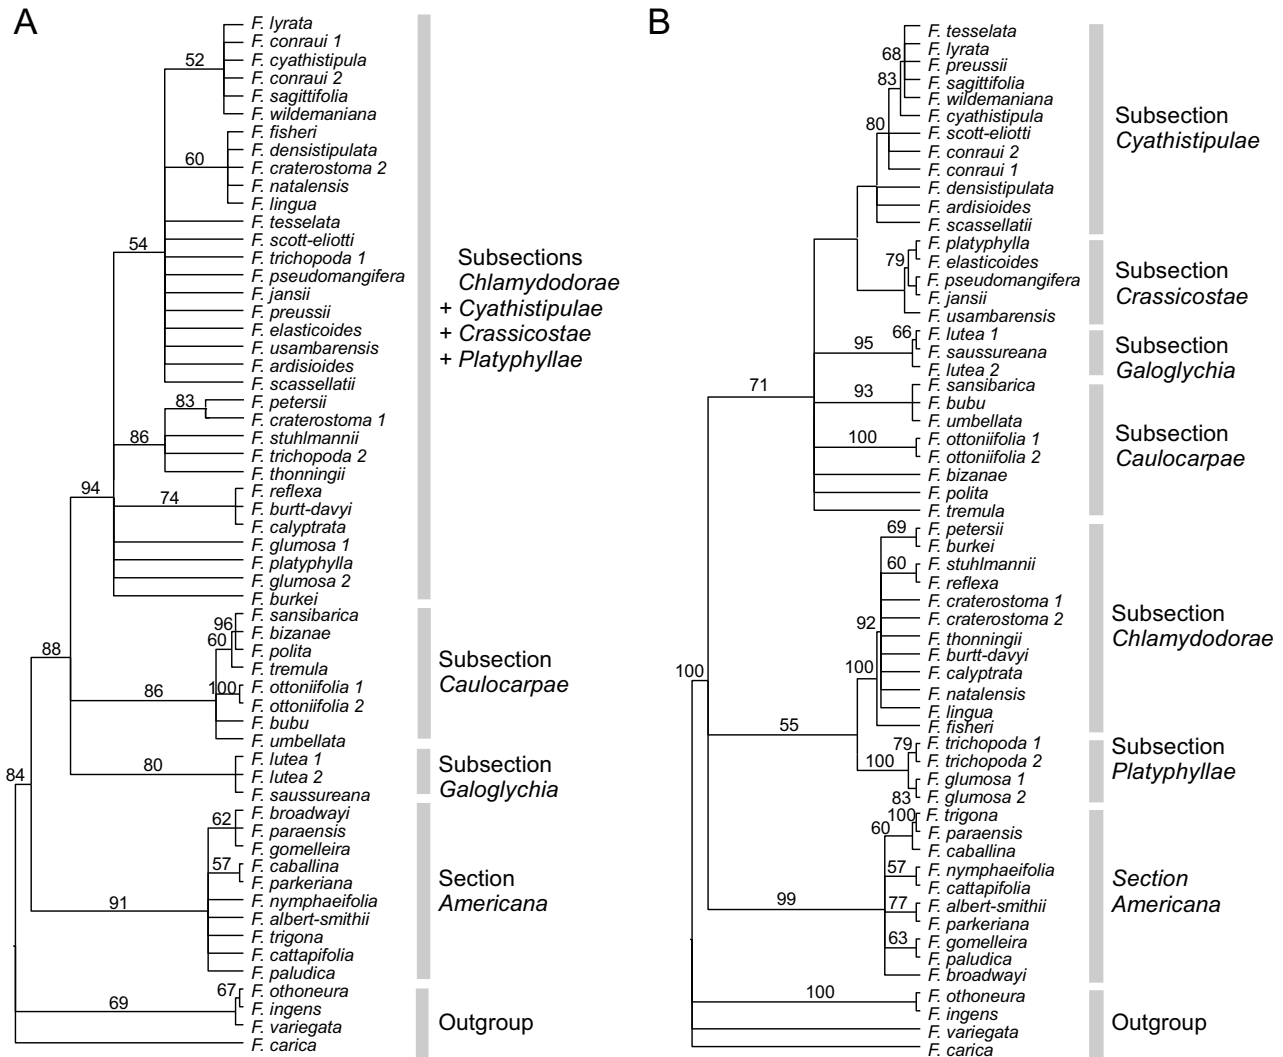 A
52
F. lyrata
F. conraui 1
F. cyathistipula
F. conraui 2
F. sagittifolia
F. wildemaniana
60
F. fisheri
F. densistipulata
F. craterostoma 2
F. natalensis
F. lingua
54
F. tesselata
F. scott-eliotti
F. trichopoda 1
F. pseudomangifera
F. jansii
F. preussii
F. elasticoides
F. usambarensis
F. ardisioides
F. scassellatii
83
F. petersii
F. craterostoma 1
86
F. stuhlmannii
F. trichopoda 2
F. thonningii
94
74
F. reflexa
F. burtt-davyi
F. calyptrata
F. glumosa 1
F. platyphylla
F. glumosa 2
F. burkei
Subsections
Chlamydodorae
+ Cyathistipulae
+ Crassicostae
+ Platyphyllae
88
96
60
F. sansibarica
F. bizanae
F. polita
F. tremula
86
100
F. ottoniifolia 1
F. ottoniifolia 2
F. bubu
F. umbellata
Subsection
Caulocarpae
80
F. lutea 1
F. lutea 2
F. saussureana
Subsection
Galoglychia
84
62
F. broadwayi
F. paraensis
F. gomelleira
57
F. caballina
F. parkeriana
91
F. nymphaeifolia
F. albert-smithii
F. trigona
F. cattapifolia
F. paludica
Section
Americana
67
69
F. othoneura
F. ingens
F. variegata
F. carica
Outgroup
B
68
83
80
F. tesselata
F. lyrata
F. preussii
F. sagittifolia
F. wildemaniana
F. cyathistipula
F. scott-eliotti
F. conraui 2
F. conraui 1
F. densistipulata
F. ardisioides
F. scassellatii
Subsection
Cyathistipulae
79
F. platyphylla
F. elasticoides
F. pseudomangifera
F. jansii
F. usambarensis
Subsection
Crassicostae
95
66
F. lutea 1
F. saussureana
F. lutea 2
Subsection
Galoglychia
71
93
F. sansibarica
F. bubu
F. umbellata
100
F. ottoniifolia 1
F. ottoniifolia 2
F. bizanae
F. polita
F. tremula
Subsection
Caulocarpae
69
F. petersii
F. burkei
60
F. stuhlmannii
F. reflexa
92
100
F. craterostoma 1
F. craterostoma 2
F. thonningii
F. burtt-davyi
F. calyptrata
F. natalensis
F. lingua
F. fisheri
Subsection
Chlamydodorae
100
55
79
100
83
F. trichopoda 1
F. trichopoda 2
F. glumosa 1
F. glumosa 2
Subsection
Platyphyllae
100
60
F. trigona
F. paraensis
F. caballina
57
F. nymphaeifolia
F. cattapifolia
99
77
F. albert-smithii
F. parkeriana
63
F. gomelleira
F. paludica
F. broadwayi
Section
Americana
100
F. othoneura
F. ingens
F. variegata
F. carica
Outgroup